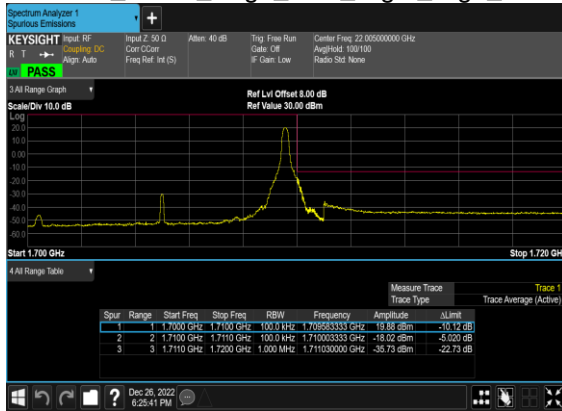 Spectrum Analyzer 1
Spurious Emissions
+
KEYSIGHT
R T
LXI
PASS
Input: RF
Coupling: DC
Align: Auto
Input Z: 50 Ω
Corr CCorr
Freq Ref: Int (S)
Atten: 40 dB
Trig: Free Run
Gate: Off
IF Gain: Low
Center Freq: 22.005000000 GHz
Avg|Hold: 100/100
Radio Std: None
3 All Range Graph
Scale/Div 10.0 dB
Ref Lvl Offset 8.00 dB
Ref Value 30.00 dBm
Log
20.0
10.0
0.00
-10.0
-20.0
-30.0
-40.0
-50.0
-60.0
Start 1.700 GHz
Stop 1.720 GH
4 All Range Table
Measure Trace Trace 1
Trace Type Trace Average (Active)
Spur Range Start Freq Stop Freq RBW Frequency Amplitude ΔLimit
1 1 1.7000 GHz 1.7100 GHz 100.0 kHz 1.709583333 GHz 19.88 dBm -10.12 dB
2 2 1.7100 GHz 1.7110 GHz 100.0 kHz 1.710003333 GHz -18.02 dBm -5.020 dB
3 3 1.7110 GHz 1.7200 GHz 1.000 MHz 1.711030000 GHz -35.73 dBm -22.73 dB
?
Dec 26, 2022
6:25:41 PM